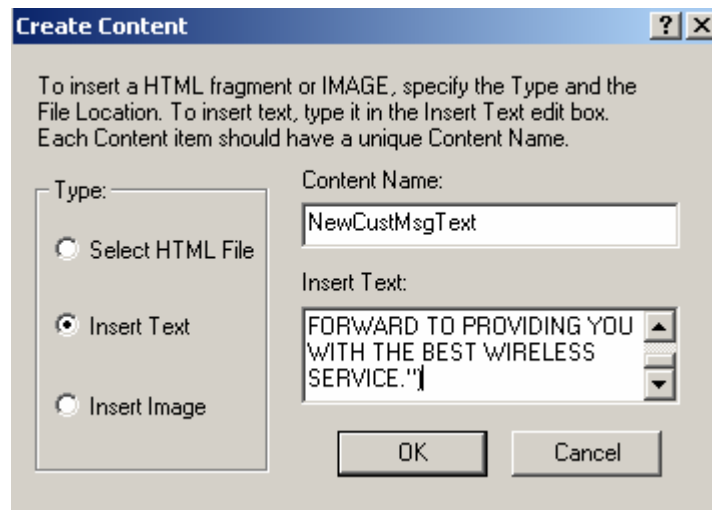 Create Content
To insert a HTML fragment or IMAGE, specify the Type and the
File Location. To insert text, type it in the Insert Text edit box.
Each Content item should have a unique Content Name.
Type:
Select HTML File
Insert Text
Insert Image
Content Name:
NewCustMsgText
Insert Text:
FORWARD TO PROVIDING YOU
WITH THE BEST WIRELESS
SERVICE.")
OK
Cancel